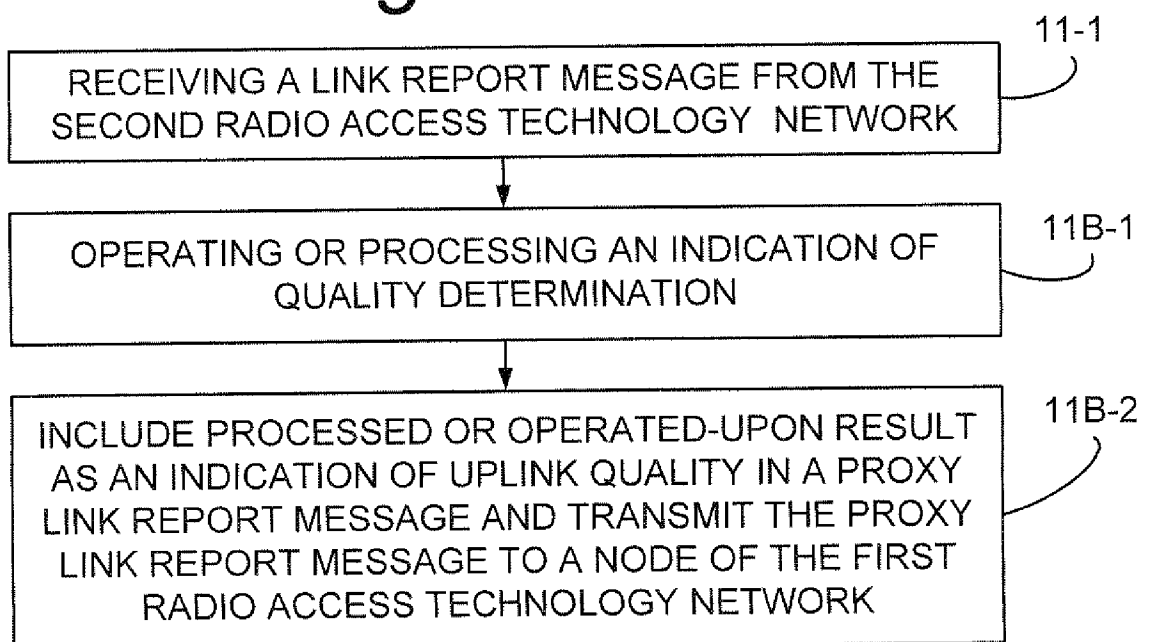 11-1
RECEIVING A LINK REPORT MESSAGE FROM THE
SECOND RADIO ACCESS TECHNOLOGY NETWORK
11B-1
OPERATING OR PROCESSING AN INDICATION OF
QUALITY DETERMINATION
11B-2
INCLUDE PROCESSED OR OPERATED-UPON RESULT
AS AN INDICATION OF UPLINK QUALITY IN A PROXY
LINK REPORT MESSAGE AND TRANSMIT THE PROXY
LINK REPORT MESSAGE TO A NODE OF THE FIRST
RADIO ACCESS TECHNOLOGY NETWORK